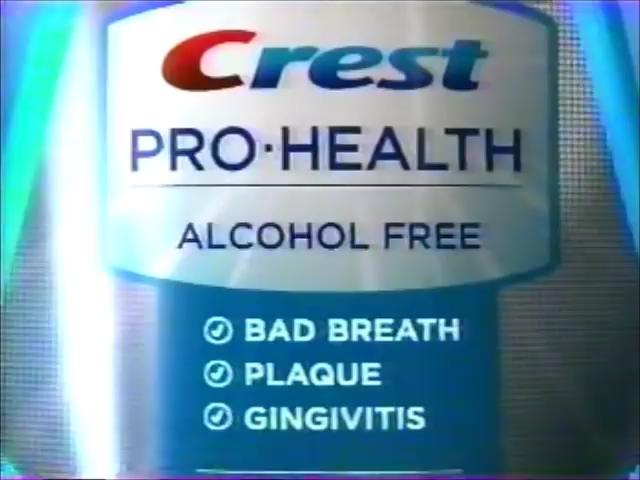 Crest
PRO·HEALTH
ALCOHOL FREE
BAD BREATH
PLAQUE
GINGIVITIS